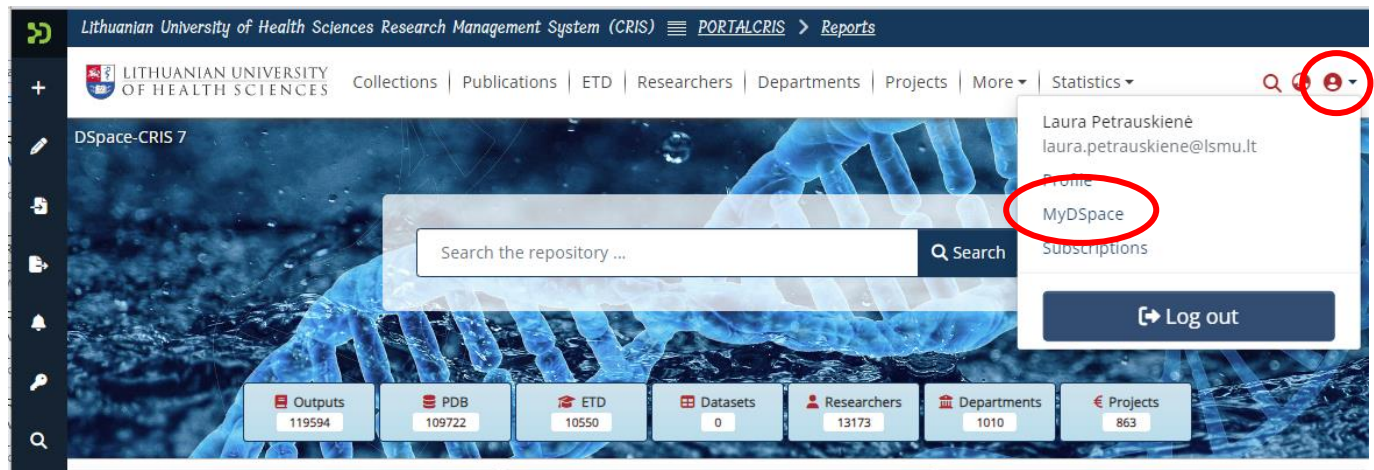 Lithuanian University of Health Sciences Research Management System (CRIS) PORTALCRIS > Reports
LITHUANIAN UNIVERSITY
OF HEALTH SCIENCES
Collections | Publications | ETD | Researchers | Departments | Projects | More | Statistics
DSpace-CRIS 7
Laura Petrauskienė
laura.petrauskiene@lsmu.lt
Profile
MyDSpace
Subscriptions
Log out
Search the repository ...
Search
Outputs
119594
PDB
109722
ETD
10550
Datasets
0
Researchers
13173
Departments
1010
€ Projects
863